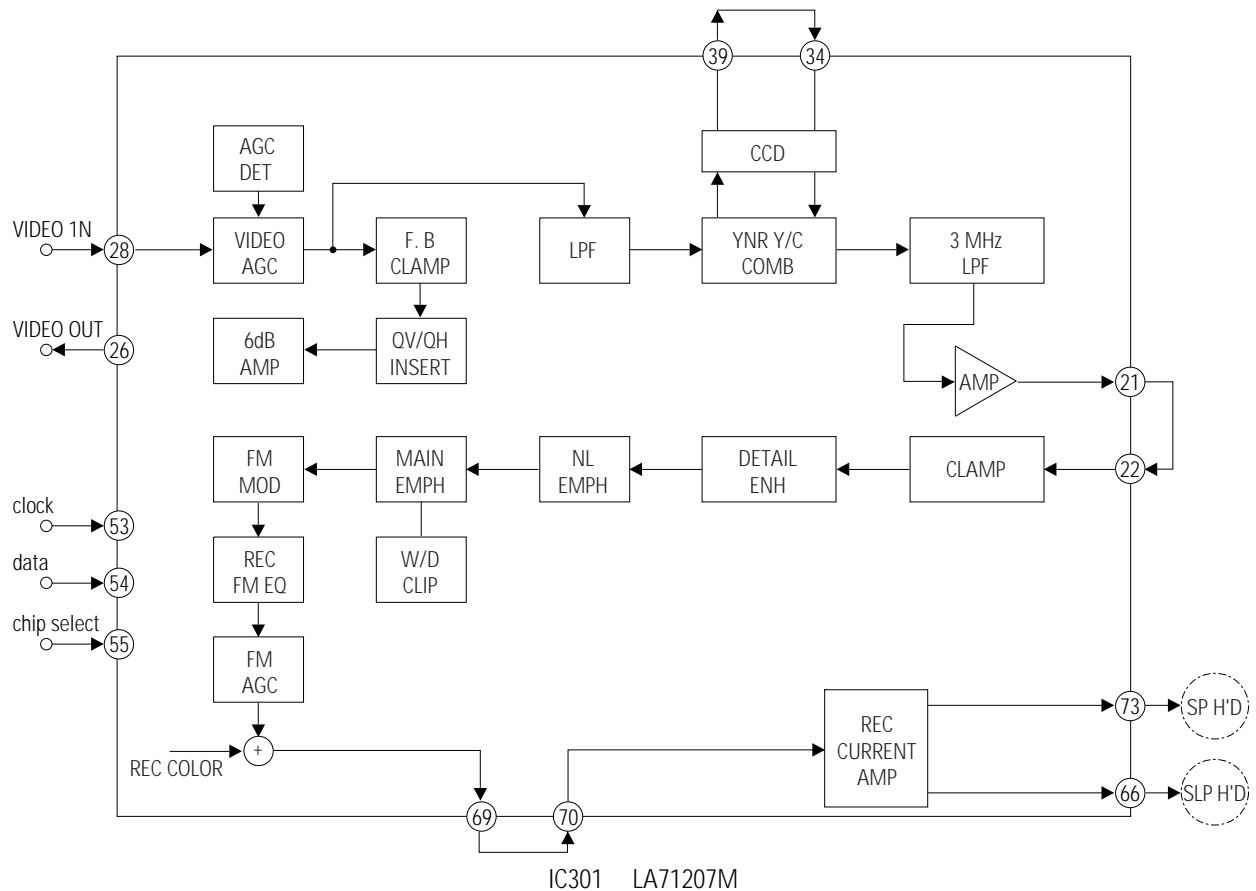 39
34
AGC
DET
CCD
VIDEO 1N
28
VIDEO
AGC
F. B
CLAMP
LPF
YNR Y/C
COMB
3 MHz
LPF
VIDEO OUT
26
6dB
AMP
QV/QH
INSERT
AMP
21
FM
MOD
MAIN
EMPH
NL
EMPH
DETAIL
ENH
CLAMP
22
clock
53
data
54
chip select
55
REC
FM EQ
W/D
CLIP
FM
AGC
REC COLOR
+
REC
CURRENT
AMP
73
SP H'D
66
SLP H'D
69
70
IC301 LA71207M